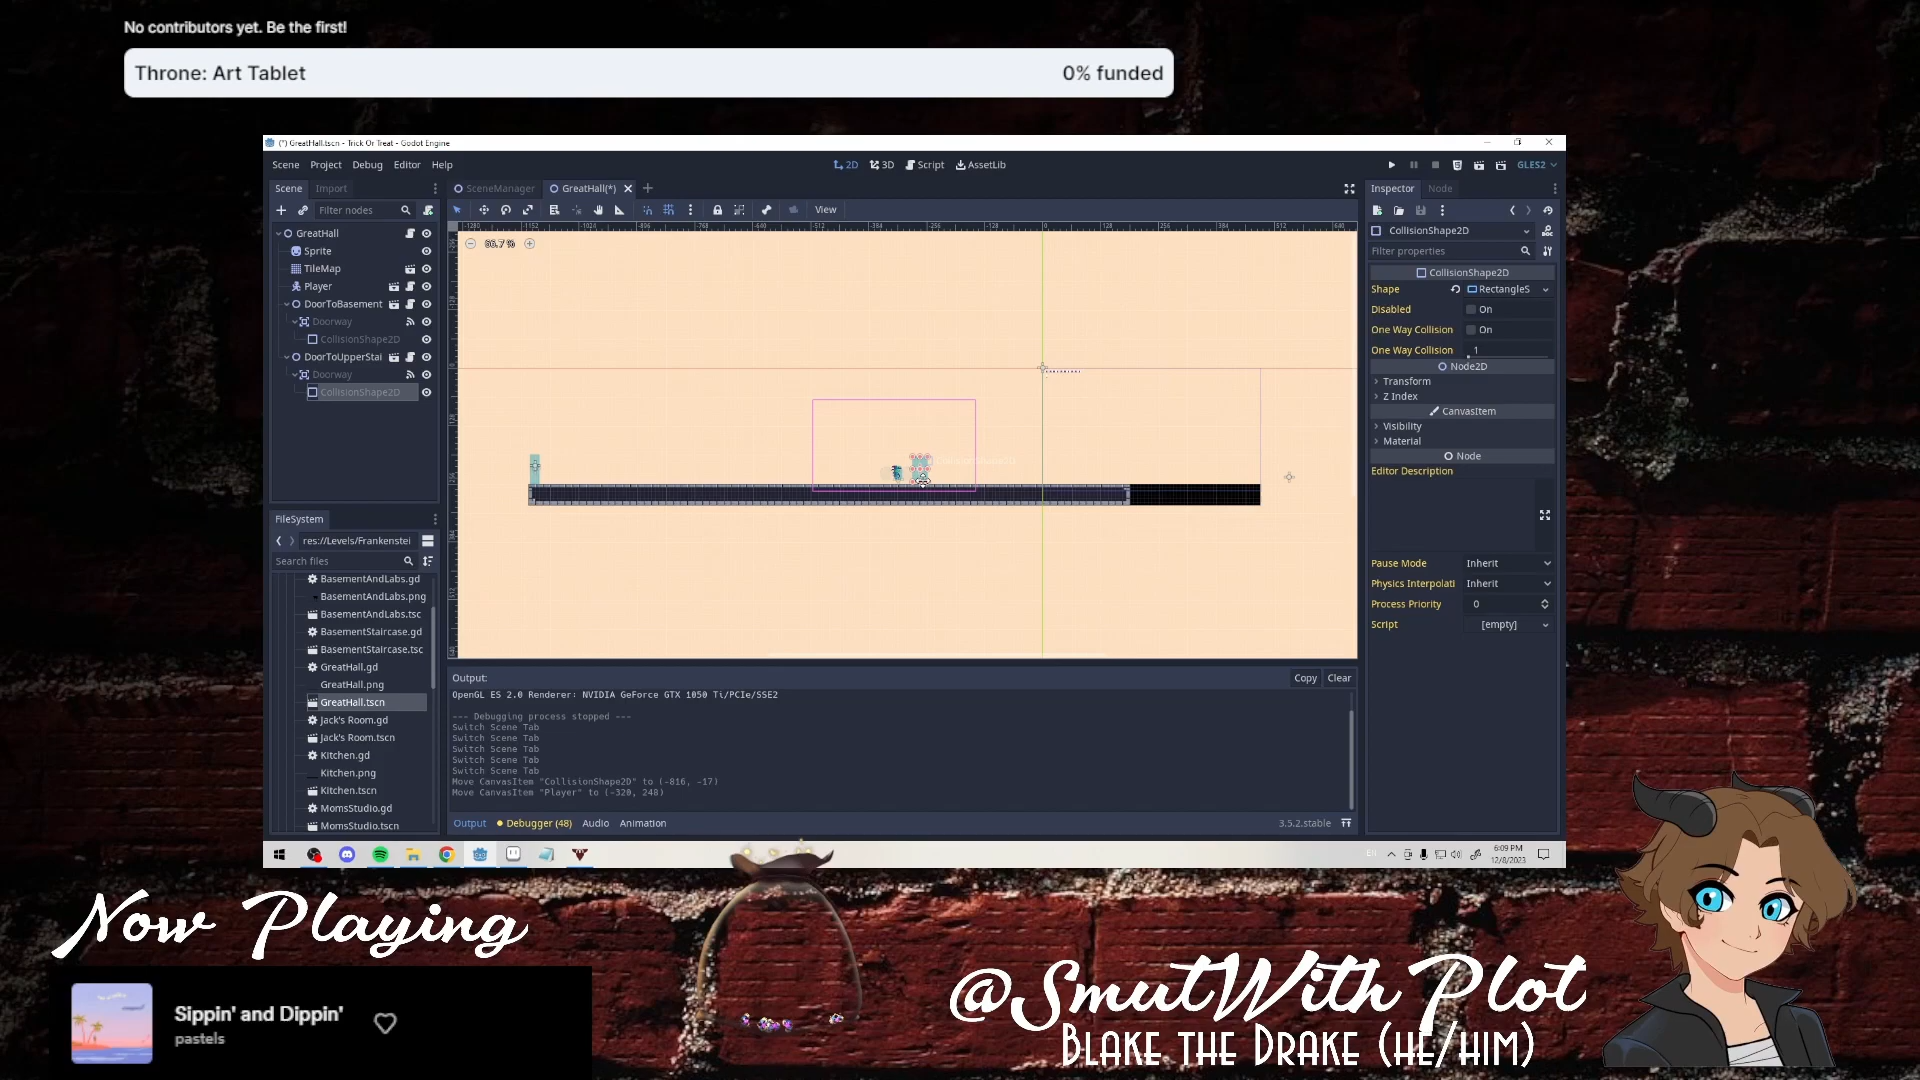 No contributors yet. Be the first!
Throne: Art Tablet
0% funded
(*) GreatHall.tscn - Trick Or Treat - Godot Engine
Scene Project Debug Editor Help
2D 3D Script AssetLib
GLES2
Scene Import
SceneManager
GreatHall(*)
Inspector Node
Filter nodes
View
GreatHall
CollisionShape2D
Sprite
Filter properties
TileMap
CollisionShape2D
Player
Shape RectangleS
DoorToBasement
Disabled On
Doorway
One Way Collision On
CollisionShape2D
One Way Collision 1
DoorToUpperStai
Node2D
Doorway
Transform
CollisionShape2D
Z Index
CanvasItem
Visibility
Material
Node
Editor Description
FileSystem
res://Levels/Frankenstei
Search files
BasementAndLabs.gd
BasementAndLabs.png
BasementAndLabs.tsc
BasementStaircase.gd
BasementStaircase.tsc
GreatHall.gd
GreatHall.png
GreatHall.tscn
Jack's Room.gd
Jack's Room.tscn
Kitchen.gd
Kitchen.png
Kitchen.tscn
MomsStudio.gd
MomsStudio.tscn
Pause Mode Inherit
Physics Interpolati Inherit
Process Priority 0
Script [empty]
Output:
Copy Clear
OpenGL ES 2.0 Renderer: NVIDIA GeForce GTX 1050 Ti/PCIe/SSE2
--- Debugging process stopped ---
Switch Scene Tab
Switch Scene Tab
Switch Scene Tab
Switch Scene Tab
Switch Scene Tab
Move CanvasItem "CollisionShape2D" to (-816, -17)
Move CanvasItem "Player" to (-320, 248)
Output Debugger (48) Audio Animation
3.5.2.stable
6:09 PM
12/8/2023
Now Playing
Sippin' and Dippin'
pastels
@SmutWithPlot
Blake the Drake (he/him)